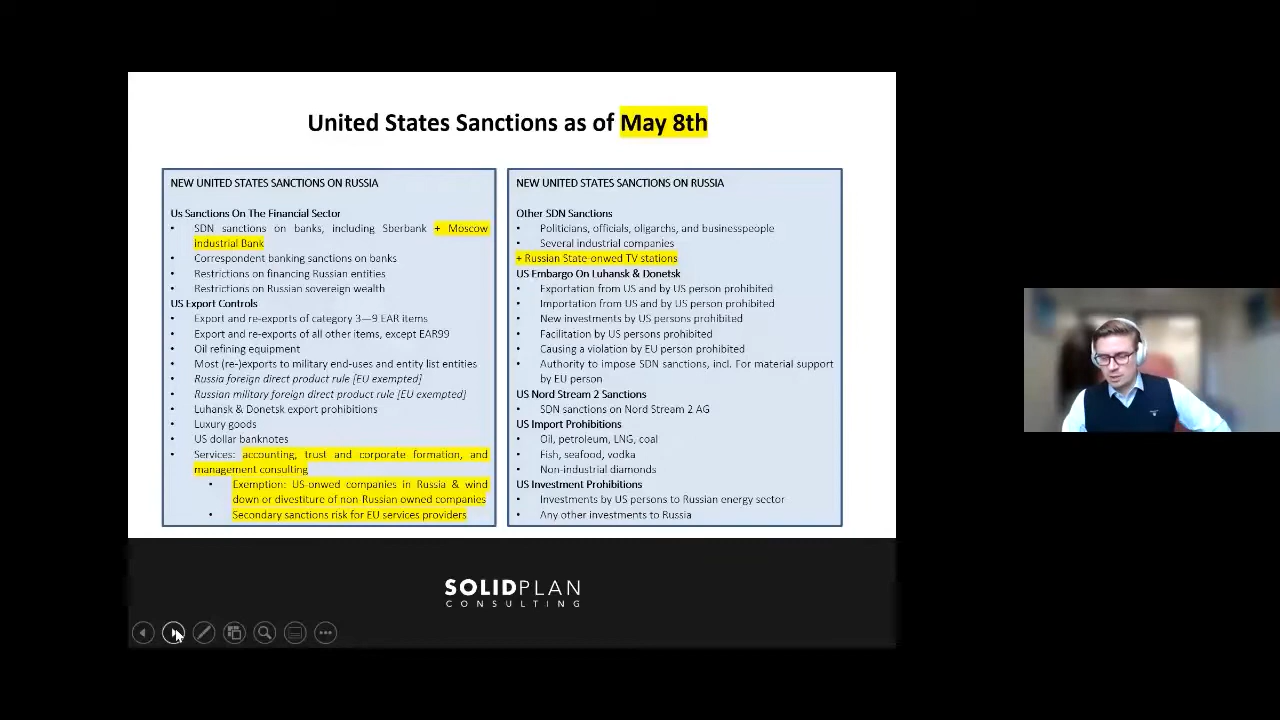 United States Sanctions as of May 8th
NEW UNITED STATES SANCTIONS ON RUSSIA
Us Sanctions On The Financial Sector
• SDN sanctions on banks, including Sberbank + Moscow
industrial Bank
• Correspondent banking sanctions on banks
• Restrictions on financing Russian entities
• Restrictions on Russian sovereign wealth
US Export Controls
• Export and re-exports of category 3—9 EAR items
• Export and re-exports of all other items, except EAR99
• Oil refining equipment
• Most (re-)exports to military end-uses and entity list entities
• Russia foreign direct product rule [EU exempted]
• Russian military foreign direct product rule [EU exempted]
• Luhansk & Donetsk export prohibitions
• Luxury goods
• US dollar banknotes
• Services: accounting, trust and corporate formation, and
management consulting
• Exemption: US-onwed companies in Russia & wind
down or divestiture of non Russian owned companies
• Secondary sanctions risk for EU services providers
NEW UNITED STATES SANCTIONS ON RUSSIA
Other SDN Sanctions
• Politicians, officials, oligarchs, and businesspeople
• Several industrial companies
+ Russian State-onwed TV stations
US Embargo On Luhansk & Donetsk
• Exportation from US and by US person prohibited
• Importation from US and by US person prohibited
• New investments by US persons prohibited
• Facilitation by US persons prohibited
• Causing a violation by EU person prohibited
• Authority to impose SDN sanctions, incl. For material support
by EU person
US Nord Stream 2 Sanctions
• SDN sanctions on Nord Stream 2 AG
US Import Prohibitions
• Oil, petroleum, LNG, coal
• Fish, seafood, vodka
• Non-industrial diamonds
US Investment Prohibitions
• Investments by US persons to Russian energy sector
• Any other investments to Russia
SOLIDPLAN
CONSULTING